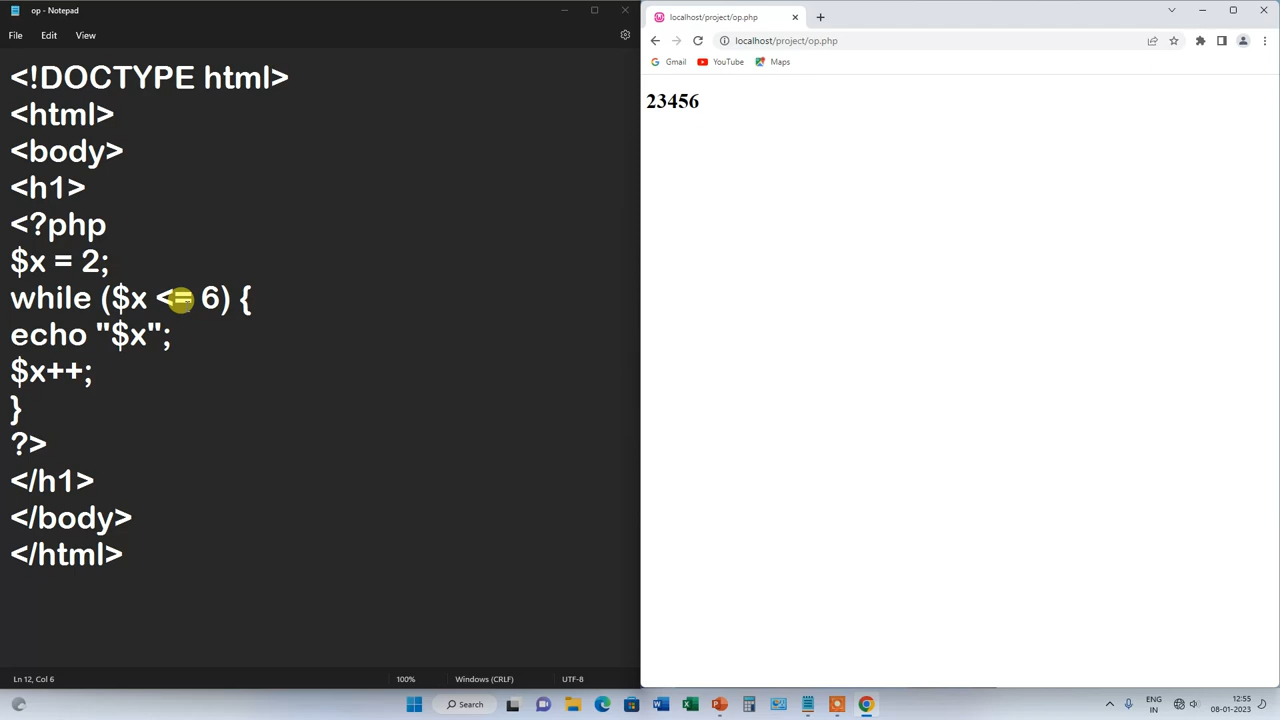 op - Notepad
File Edit View
<!DOCTYPE html>
<html>
<body>
<h1>
<?php
$x = 2;
while ($x <= 6) {
echo "$x";
$x++;
}
?>
</h1>
</body>
</html>
Ln 12, Col 6 100% Windows (CRLF) UTF-8
localhost/project/op.php
localhost/project/op.php
Gmail YouTube Maps
23456
Search
ENG
IN
12:55
08-01-2023